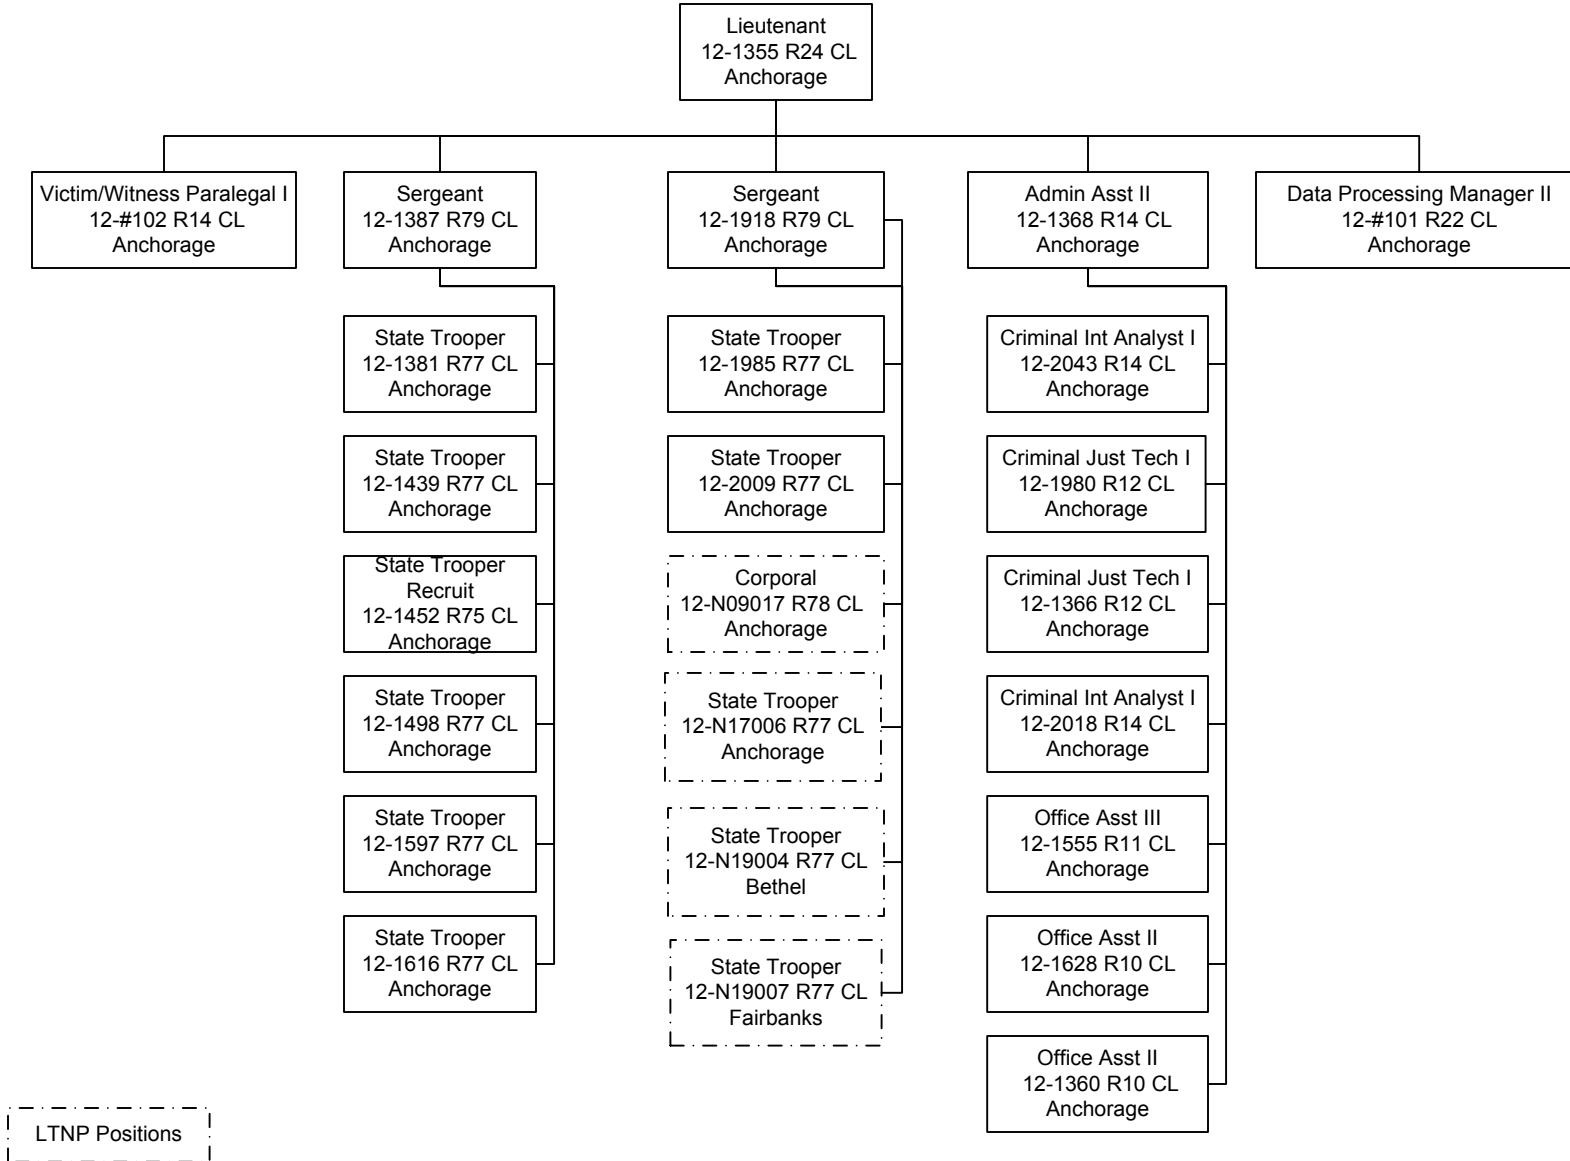 Lieutenant
12-1355 R24 CL
Anchorage
Victim/Witness Paralegal I
12-#102 R14 CL
Anchorage
Sergeant
12-1387 R79 CL
Anchorage
Sergeant
12-1918 R79 CL
Anchorage
Admin Asst II
12-1368 R14 CL
Anchorage
Data Processing Manager II
12-#101 R22 CL
Anchorage
State Trooper
12-1381 R77 CL
Anchorage
State Trooper
12-1439 R77 CL
Anchorage
State Trooper
Recruit
12-1452 R75 CL
Anchorage
State Trooper
12-1498 R77 CL
Anchorage
State Trooper
12-1597 R77 CL
Anchorage
State Trooper
12-1616 R77 CL
Anchorage
State Trooper
12-1985 R77 CL
Anchorage
State Trooper
12-2009 R77 CL
Anchorage
Corporal
12-N09017 R78 CL
Anchorage
State Trooper
12-N17006 R77 CL
Anchorage
State Trooper
12-N19004 R77 CL
Bethel
State Trooper
12-N19007 R77 CL
Fairbanks
Criminal Int Analyst I
12-2043 R14 CL
Anchorage
Criminal Just Tech I
12-1980 R12 CL
Anchorage
Criminal Just Tech I
12-1366 R12 CL
Anchorage
Criminal Int Analyst I
12-2018 R14 CL
Anchorage
Office Asst III
12-1555 R11 CL
Anchorage
Office Asst II
12-1628 R10 CL
Anchorage
Office Asst II
12-1360 R10 CL
Anchorage
LTNP Positions